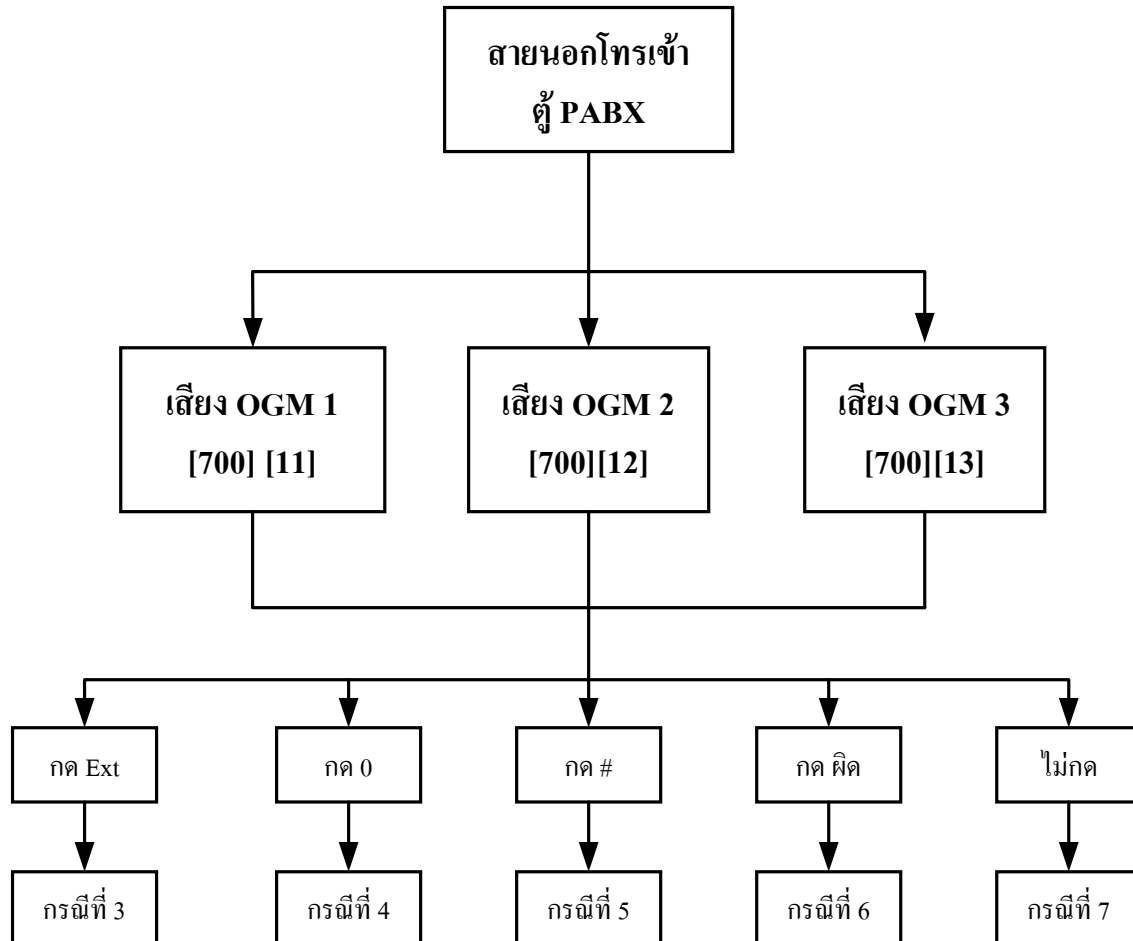 สายนอกโทรเข้า
ตู้ PABX
เสียง OGM 1
[700] [11]
เสียง OGM 2
[700][12]
เสียง OGM 3
[700][13]
กด Ext
กด 0
กด #
กด ผิด
ไม่กด
กรณีที่ 3
กรณีที่ 4
กรณีที่ 5
กรณีที่ 6
กรณีที่ 7